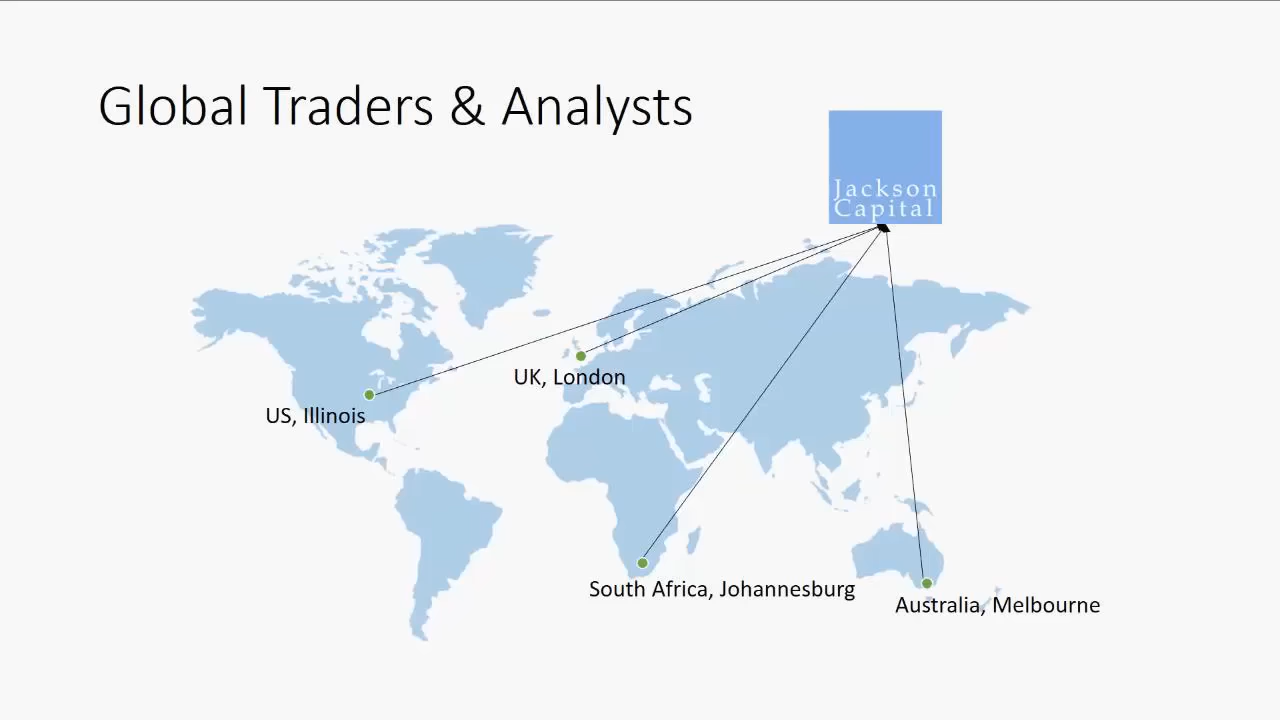 Global Traders & Analysts
Jackson
Capital
UK, London
US, Illinois
South Africa, Johannesburg
Australia, Melbourne